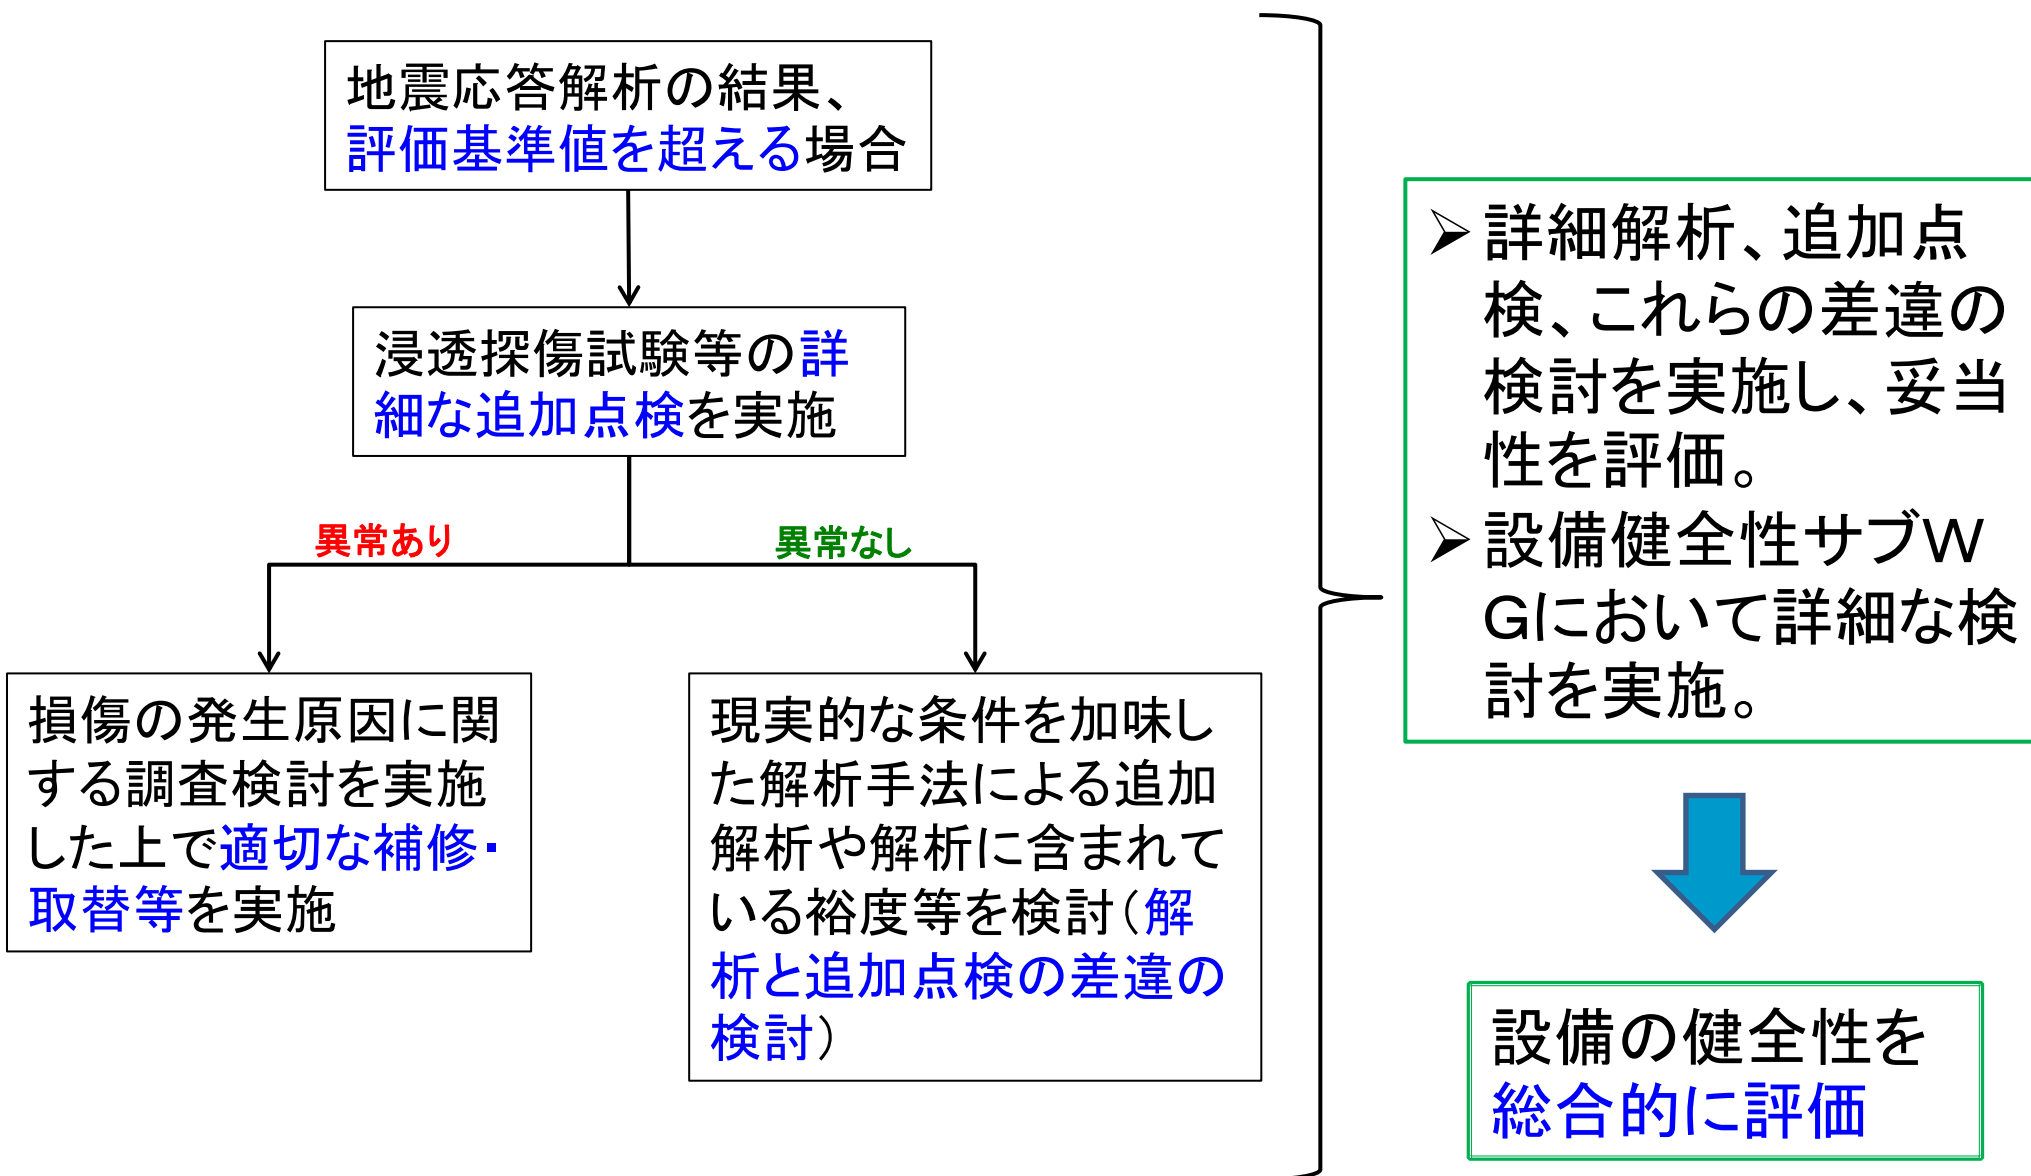 地震応答解析の結果、
評価基準値を超える場合
浸透探傷試験等の詳
細な追加点検を実施
異常あり
異常なし
損傷の発生原因に関
する調査検討を実施
した上で適切な補修・
取替等を実施
現実的な条件を加味し
た解析手法による追加
解析や解析に含まれて
いる裕度等を検討（解
析と追加点検の差違の
検討）
➢詳細解析、追加点
検、これらの差違の
検討を実施し、妥当
性を評価。
➢設備健全性サブＷ
Ｇにおいて詳細な検
討を実施。
設備の健全性を
総合的に評価